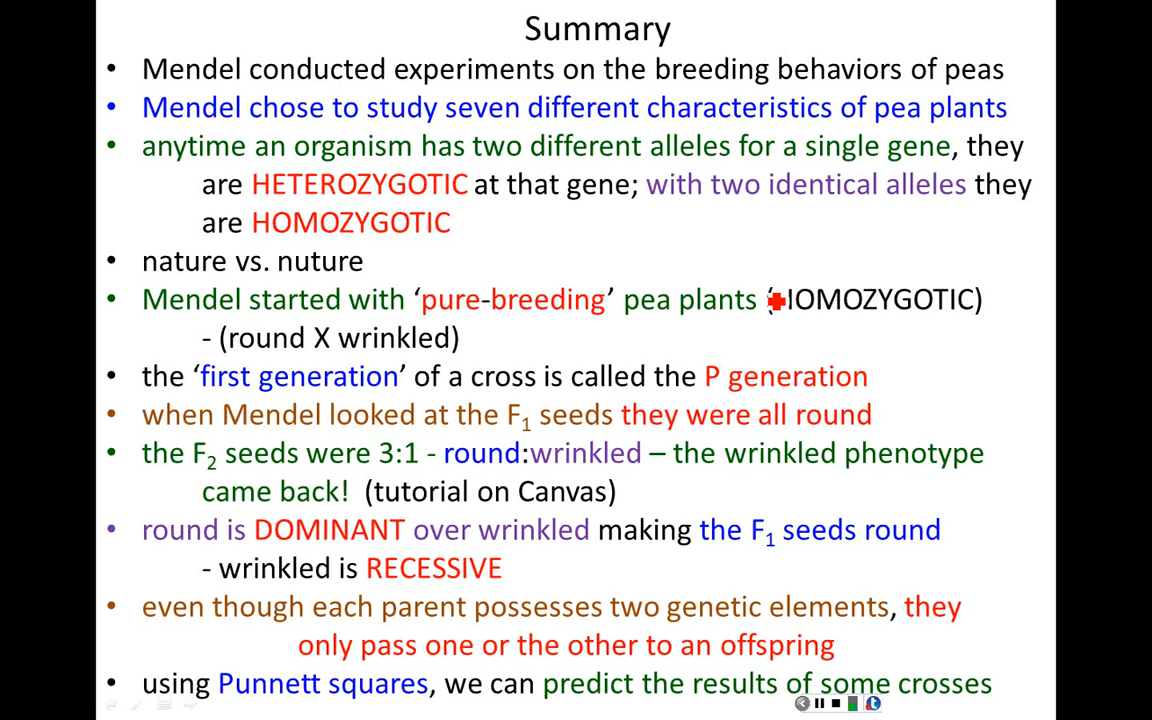 Summary
• Mendel conducted experiments on the breeding behaviors of peas
• Mendel chose to study seven different characteristics of pea plants
• anytime an organism has two different alleles for a single gene, they
are HETEROZYGOTIC at that gene; with two identical alleles they
are HOMOZYGOTIC
• nature vs. nuture
• Mendel started with ‘pure-breeding’ pea plants (HOMOZYGOTIC)
- (round X wrinkled)
• the ‘first generation’ of a cross is called the P generation
• when Mendel looked at the F₁ seeds they were all round
• the F₂ seeds were 3:1 - round:wrinkled – the wrinkled phenotype
came back! (tutorial on Canvas)
• round is DOMINANT over wrinkled making the F₁ seeds round
- wrinkled is RECESSIVE
• even though each parent possesses two genetic elements, they
only pass one or the other to an offspring
• using Punnett squares, we can predict the results of some crosses